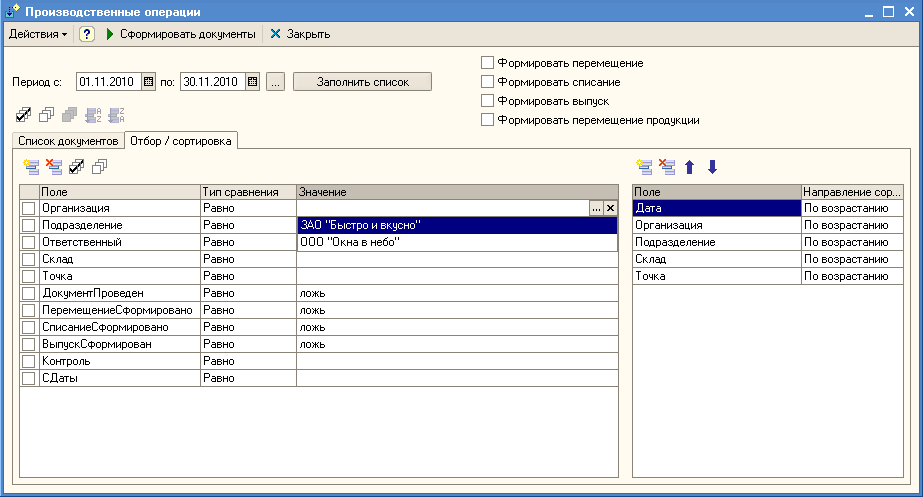 Производственные операции
Действия ? Сформировать документы Закрыть
Формировать перемещение
Период с: 01.11.2010 по: 30.11.2010 ... Заполнить список
Формировать списание
Формировать выпуск
Формировать перемещение продукции
Список документов Отбор / сортировка
Поле Тип сравнения Значение Поле Направление сор...
Организация Равно ... Дата По возрастанию
Подразделение Равно ЗАО "Быстро и вкусно" Организация По возрастанию
Ответственный Равно ООО "Окна в небо" Подразделение По возрастанию
Склад Равно Склад По возрастанию
Точка Равно Точка По возрастанию
ДокументПроведен Равно ложь
ПеремещениеСформировано Равно ложь
СписаниеСформировано Равно ложь
ВыпускСформирован Равно ложь
Контроль Равно
СДаты Равно